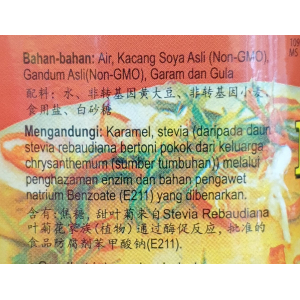 Bahan-bahan: Air, Kacang Soya Asli (Non-GMO),
Gandum Asli(Non-GMO), Garam dan Gula
配料：水、非转基因黄大豆、非转基因小麦、
食用盐、白砂糖
Mengandungi: Karamel, stevia (daripada daun
stevia rebaudiana bertoni pokok dari keluarga
chrysanthemum (sumber tumbuhan)) melalui
penghazaman enzim dan bahan pengawet
natrium Benzoate (E211) yang dibenarkan.
含有：焦糖，甜叶菊来自Stevia Rebaudiana
叶菊花家族(植物) 通过酶促反应，批准的
食品防腐剂苯甲酸钠(E211).